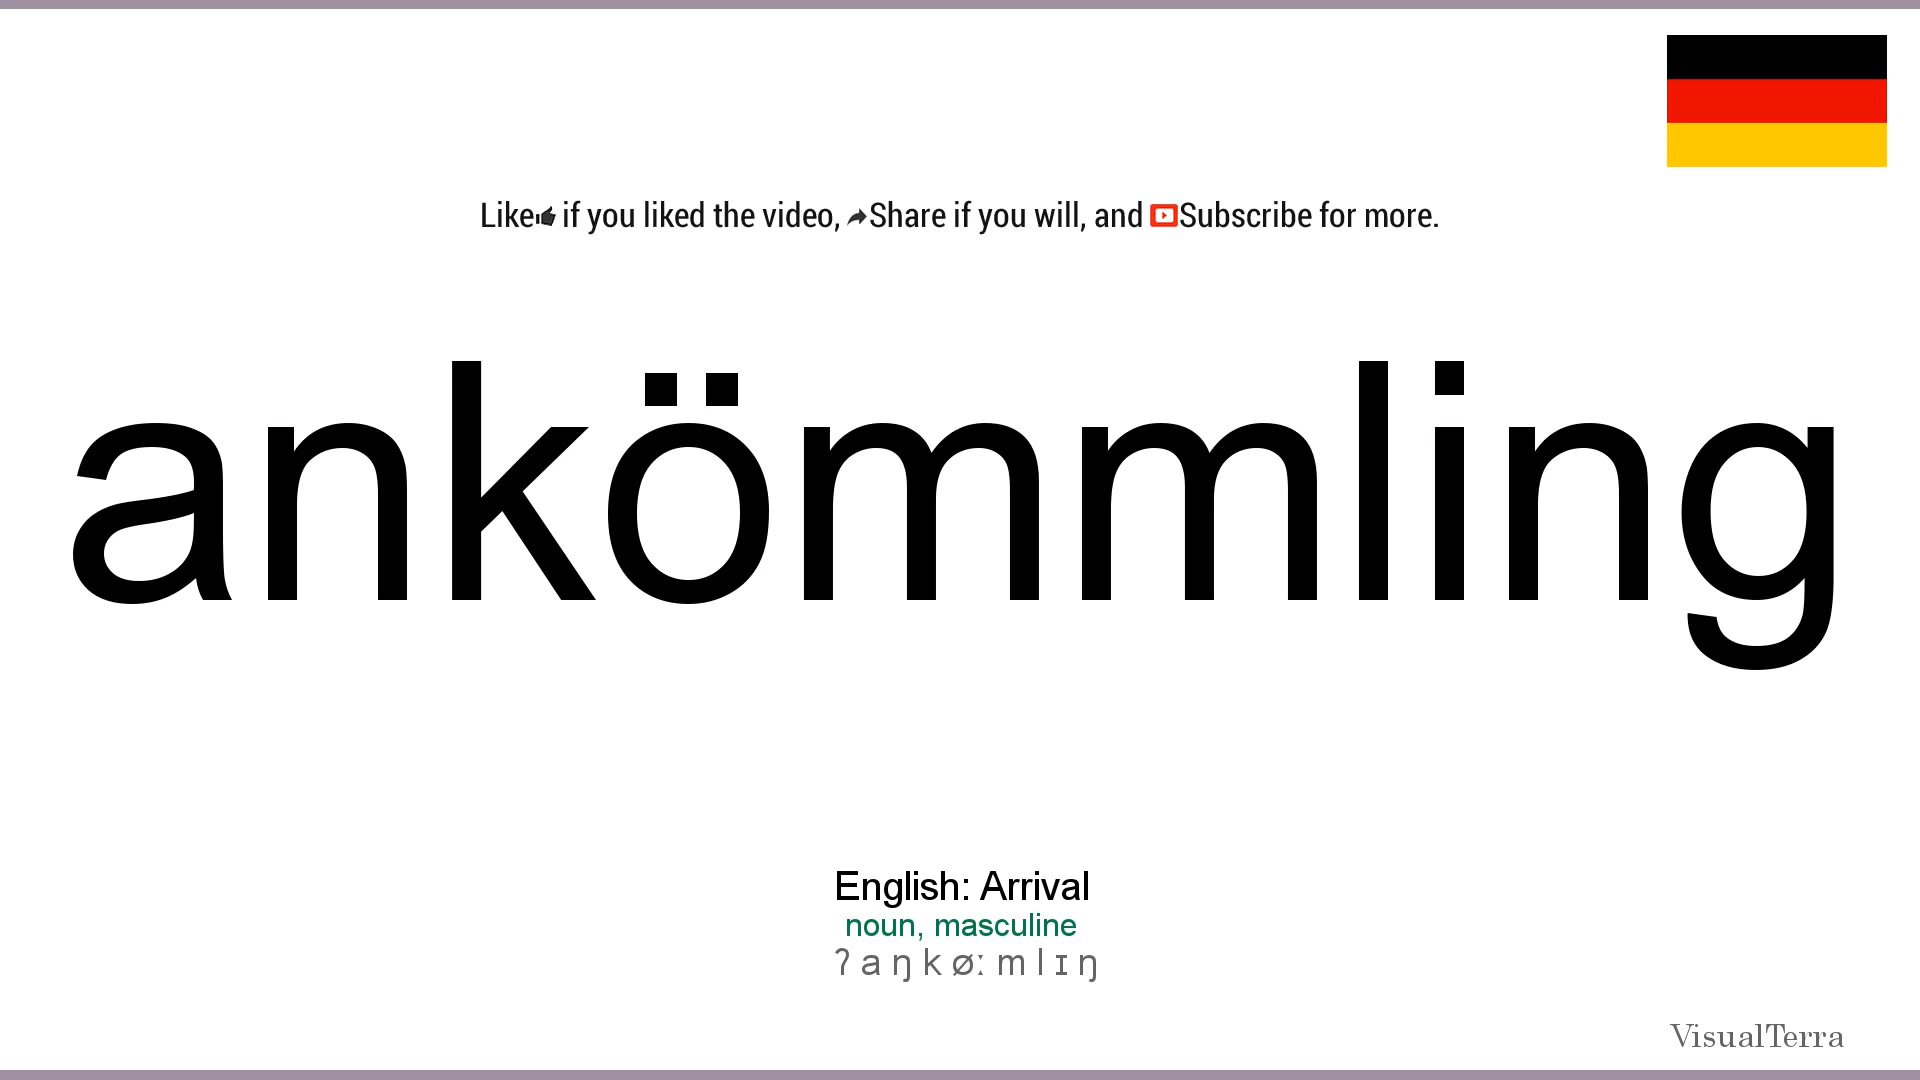 Like if you liked the video, Share if you will, and Subscribe for more.
ankömmling
English: Arrival
noun, masculine
ʔ a ŋ k øː m l ɪ ŋ
VisualTerra